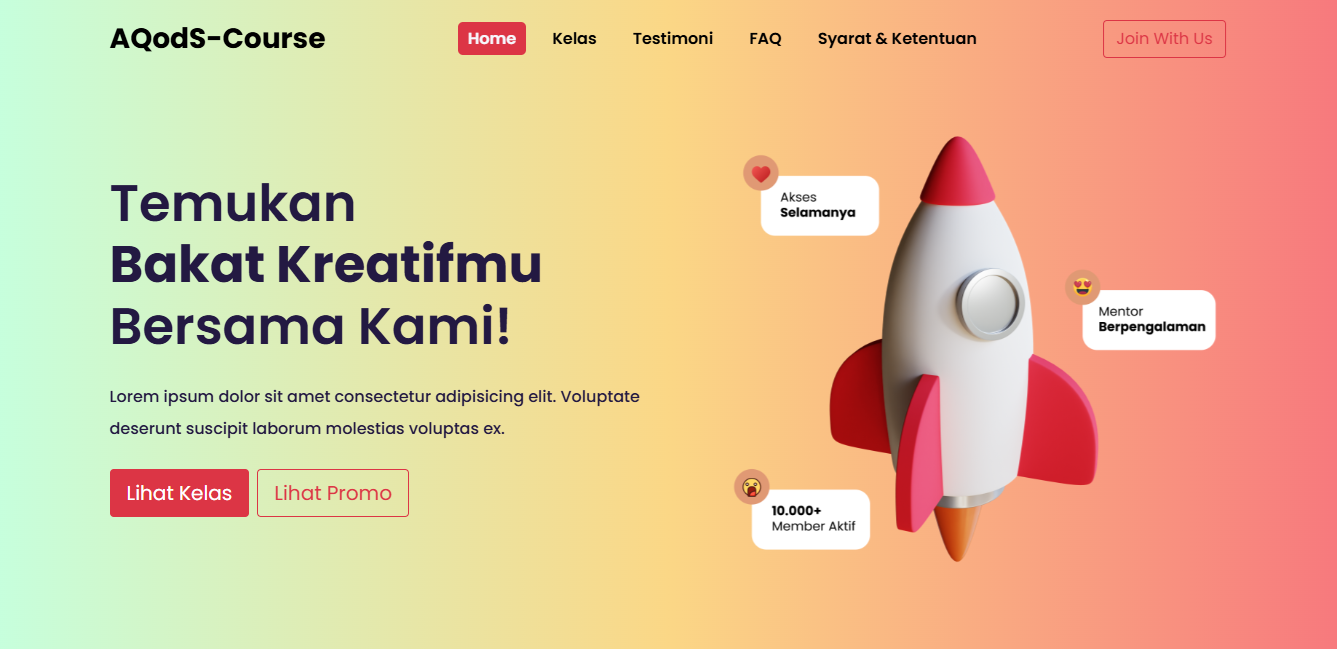 AQodS-Course
Home
Kelas
Testimoni
FAQ
Syarat & Ketentuan
Join With Us
Temukan
Bakat Kreatifmu
Bersama Kami!
Lorem ipsum dolor sit amet consectetur adipisicing elit. Voluptate
deserunt suscipit laborum molestias voluptas ex.
Lihat Kelas
Lihat Promo
Akses
Selamanya
Mentor
Berpengalaman
10.000+
Member Aktif